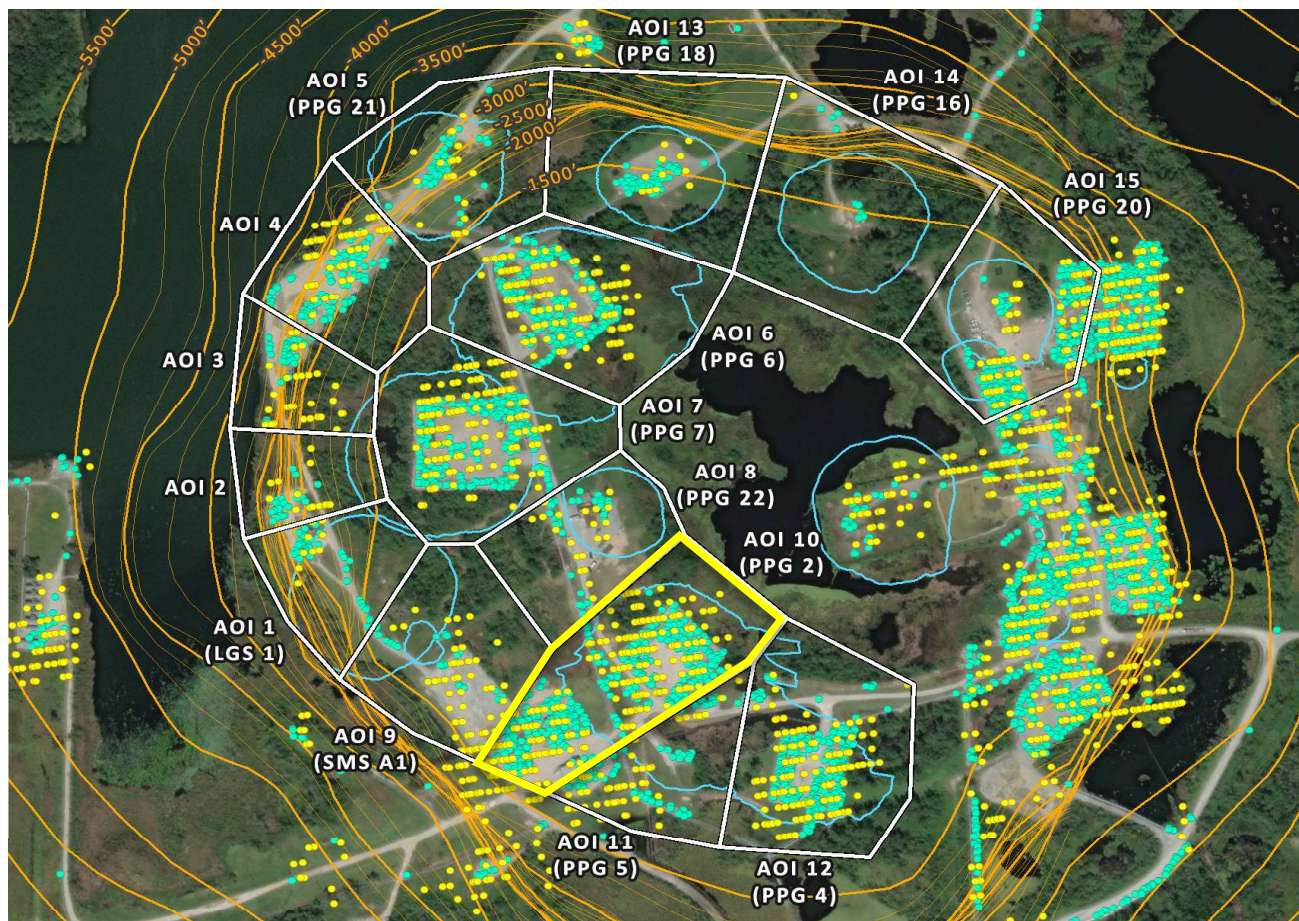 -5500'
-5000'
-4500'
-4000'
-3500'
-3000'
-2500'
-2000'
-1500'
AOI 13
(PPG 18)
AOI 14
(PPG 16)
AOI 5
(PPG 21)
AOI 15
(PPG 20)
AOI 4
AOI 3
AOI 6
(PPG 6)
AOI 7
(PPG 7)
AOI 2
AOI 8
(PPG 22)
AOI 10
(PPG 2)
AOI 1
(LGS 1)
AOI 9
(SMS A1)
AOI 11
(PPG 5)
AOI 12
(PPG 4)